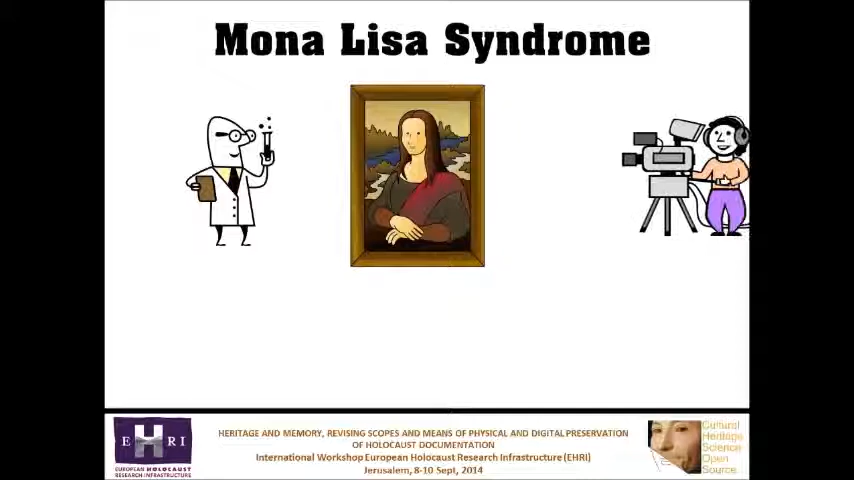 Mona Lisa Syndrome
E H RI
EUROPEAN HOLOCAUST
RESEARCH INFRASTRUCTURE
HERITAGE AND MEMORY, REVISING SCOPES AND MEANS OF PHYSICAL AND DIGITAL PRESERVATION
OF HOLOCAUST DOCUMENTATION
International Workshop European Holocaust Research Infrastructure (EHRI)
Jerusalem, 8-10 Sept, 2014
Cultural
Heritage
Science
Open
Source